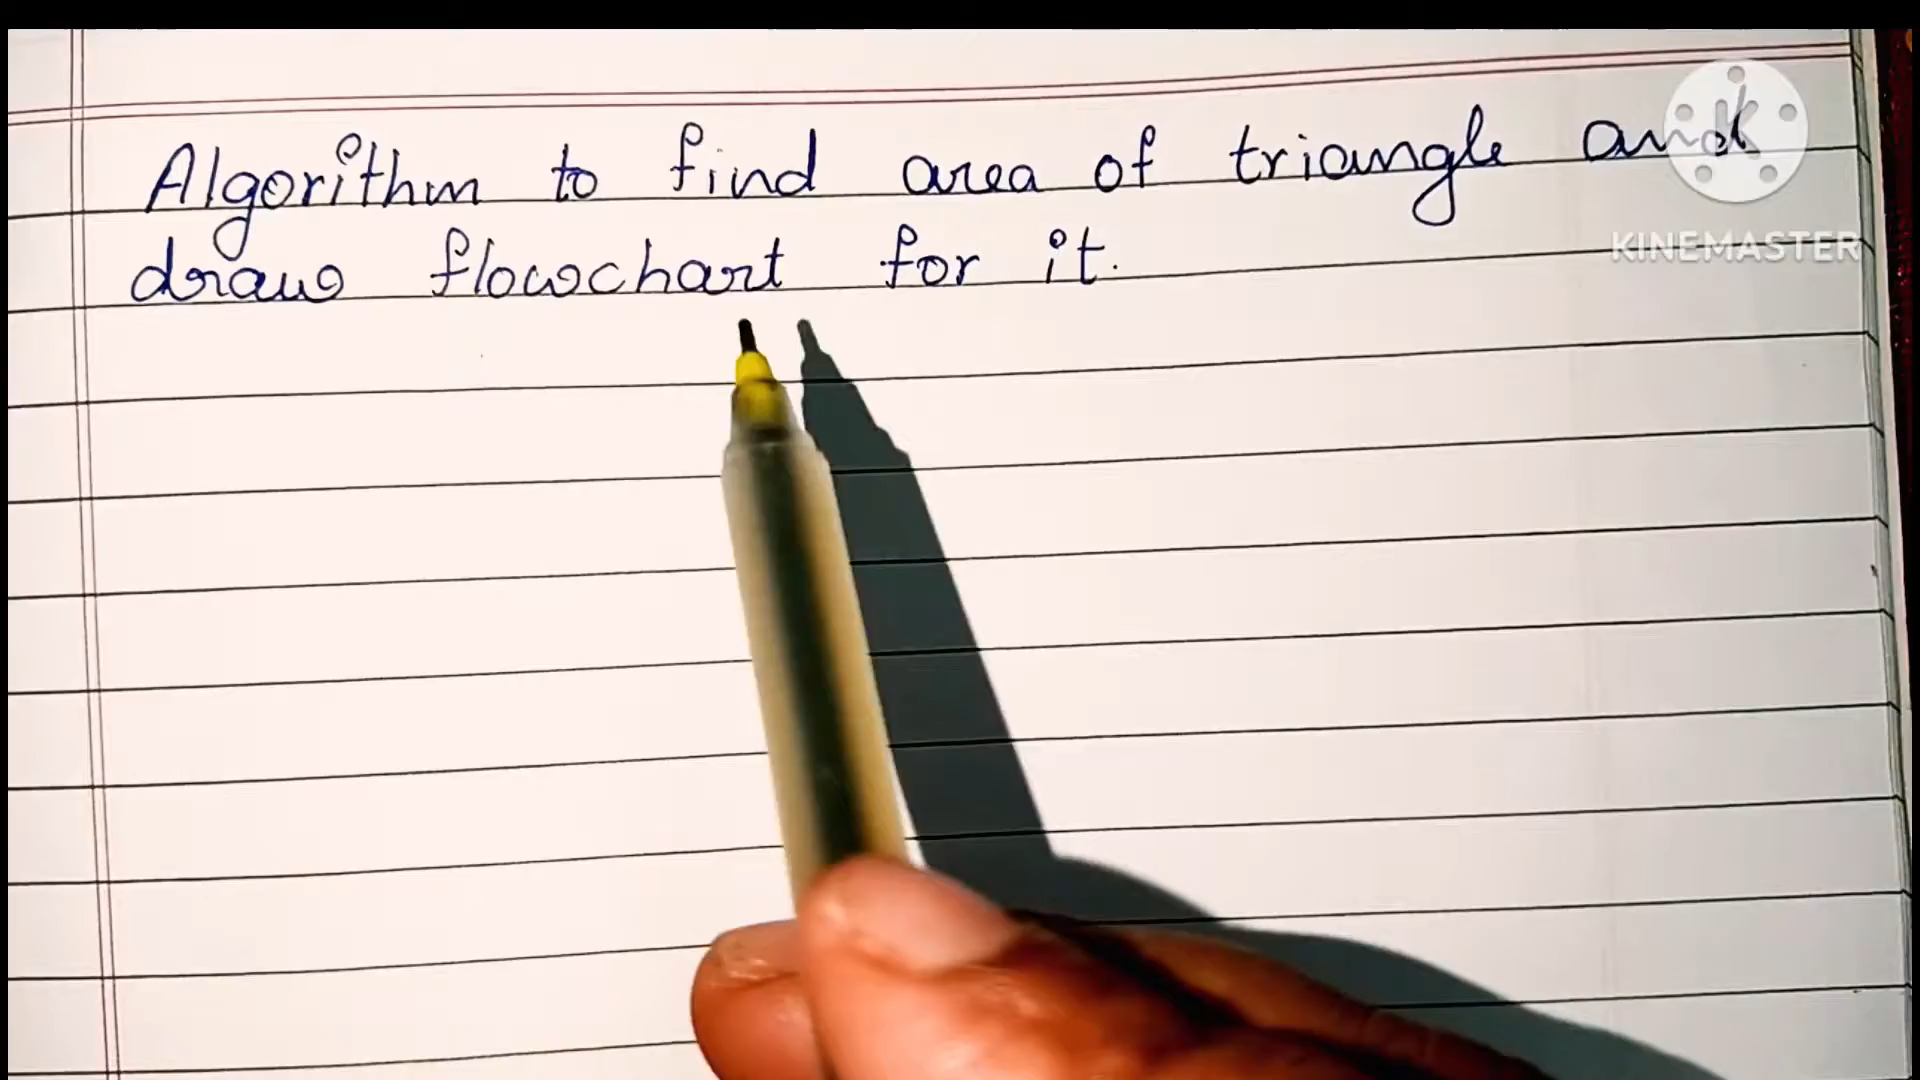 Algorithm to find area of triangle and
draw flowchart for it.
KINEMASTER